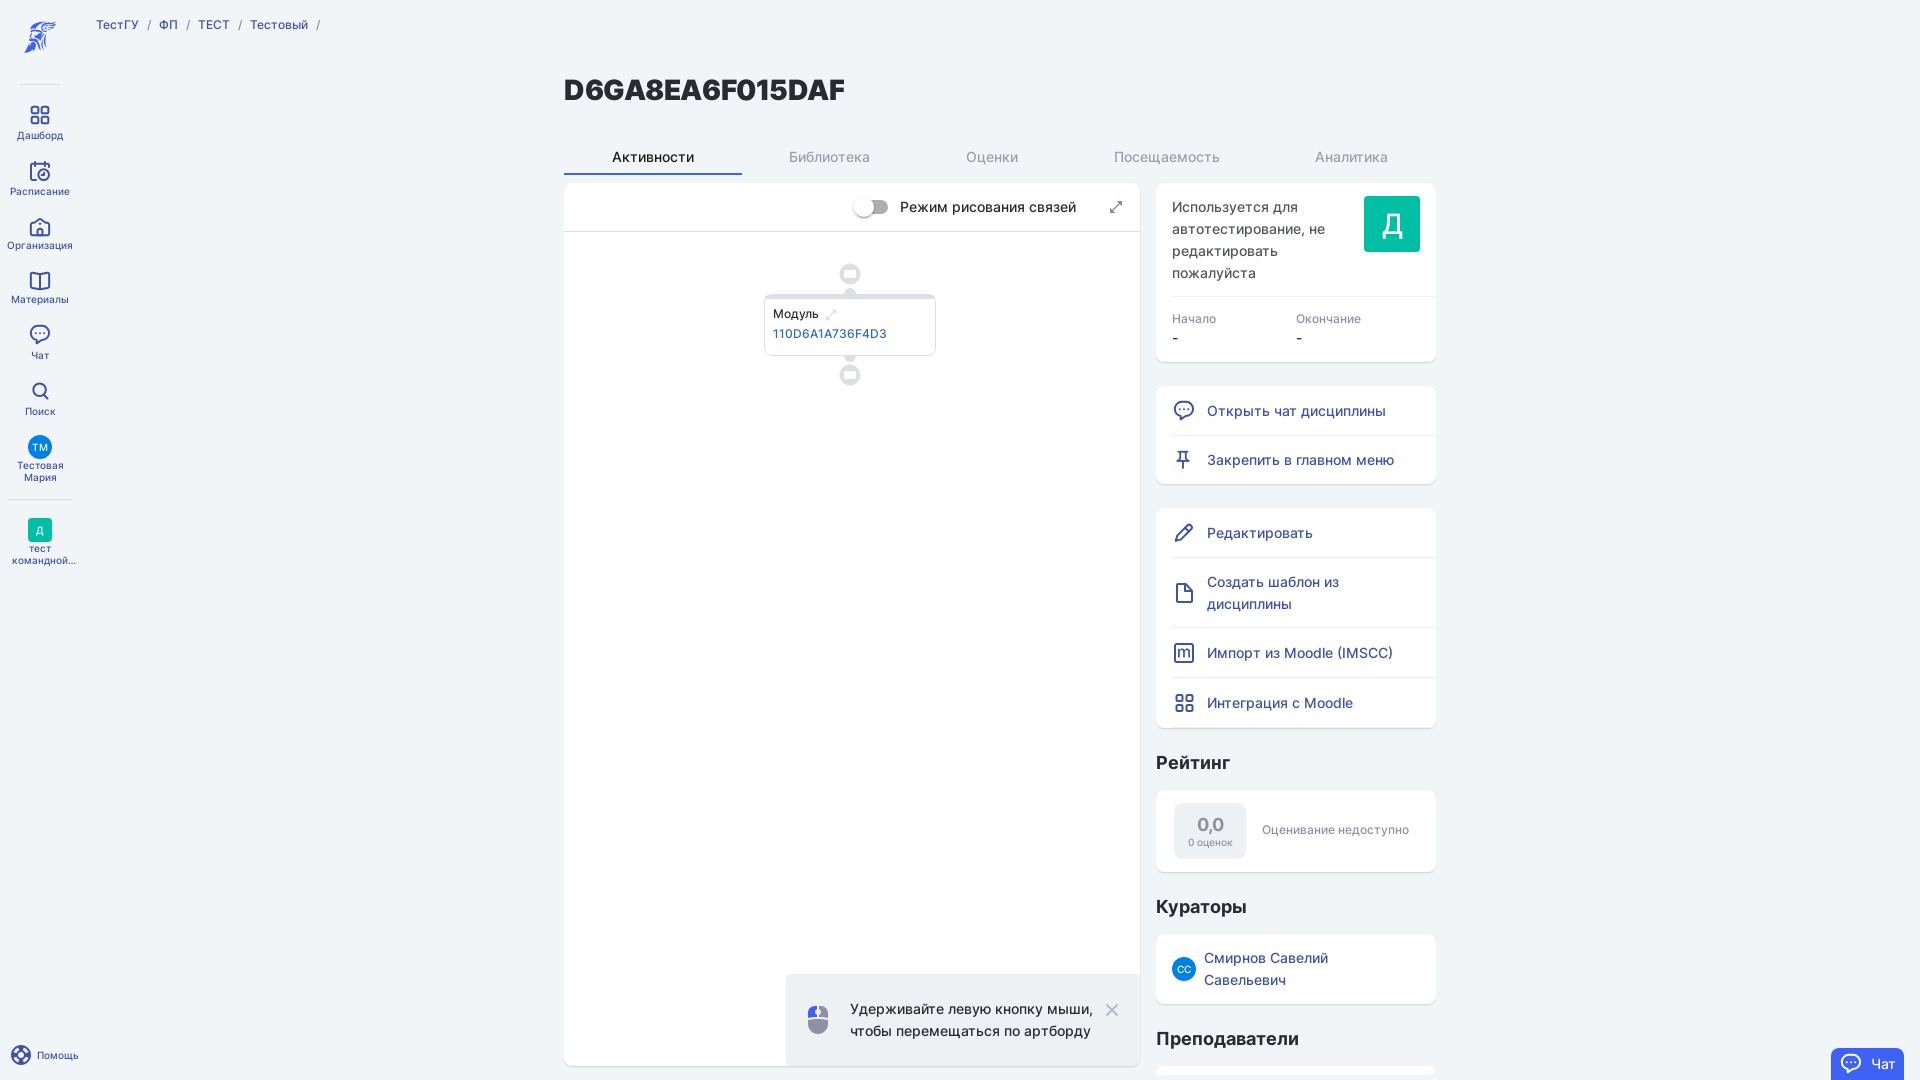 ТестГУ / ФП / ТЕСТ / Тестовый /
D6GA8EA6F015DAF
Дашборд
Расписание
Организация
Материалы
Чат
Поиск
ТМ
Тестовая
Мария
Д
тест
командной...
Помощь
Активности
Библиотека
Оценки
Посещаемость
Аналитика
Режим рисования связей
Модуль
110D6A1A736F4D3
Удерживайте левую кнопку мыши,
чтобы перемещаться по артборду
Используется для
автотестирование, не
редактировать
пожалуйста
Д
Начало
-
Окончание
-
Открыть чат дисциплины
Закрепить в главном меню
Редактировать
Создать шаблон из
дисциплины
Импорт из Moodle (IMSCC)
Интеграция с Moodle
Рейтинг
0,0
0 оценок
Оценивание недоступно
Кураторы
СС
Смирнов Савелий
Савельевич
Преподаватели
Чат